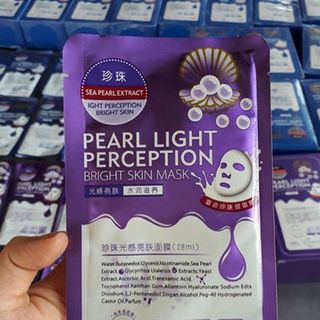 珍珠
SEA PEARL EXTRACT
IGHT PERCEPTION
BRIGHT SKIN
PEARL LIGHT
PERCEPTION
BRIGHT SKIN MASK
光感亮肤 水润滋养
珍珠光感亮肤面膜(28ml)
Water.Butanediol.Glycerol.Nicotinamide.Sea Pearl
Extract. Glycyrrhiza Uralensis Extracts.Yeast
Extract.Ascorbic Acid.Tranexamic Acid.
Tocopherol Xanthan Gum.Allantoin.Hyaluronate Sodium Edta
Disodium.1,2-Pentanediol.Singan Alcohol.Peg-40 Hydrogenated
Castor Oil.Parfum